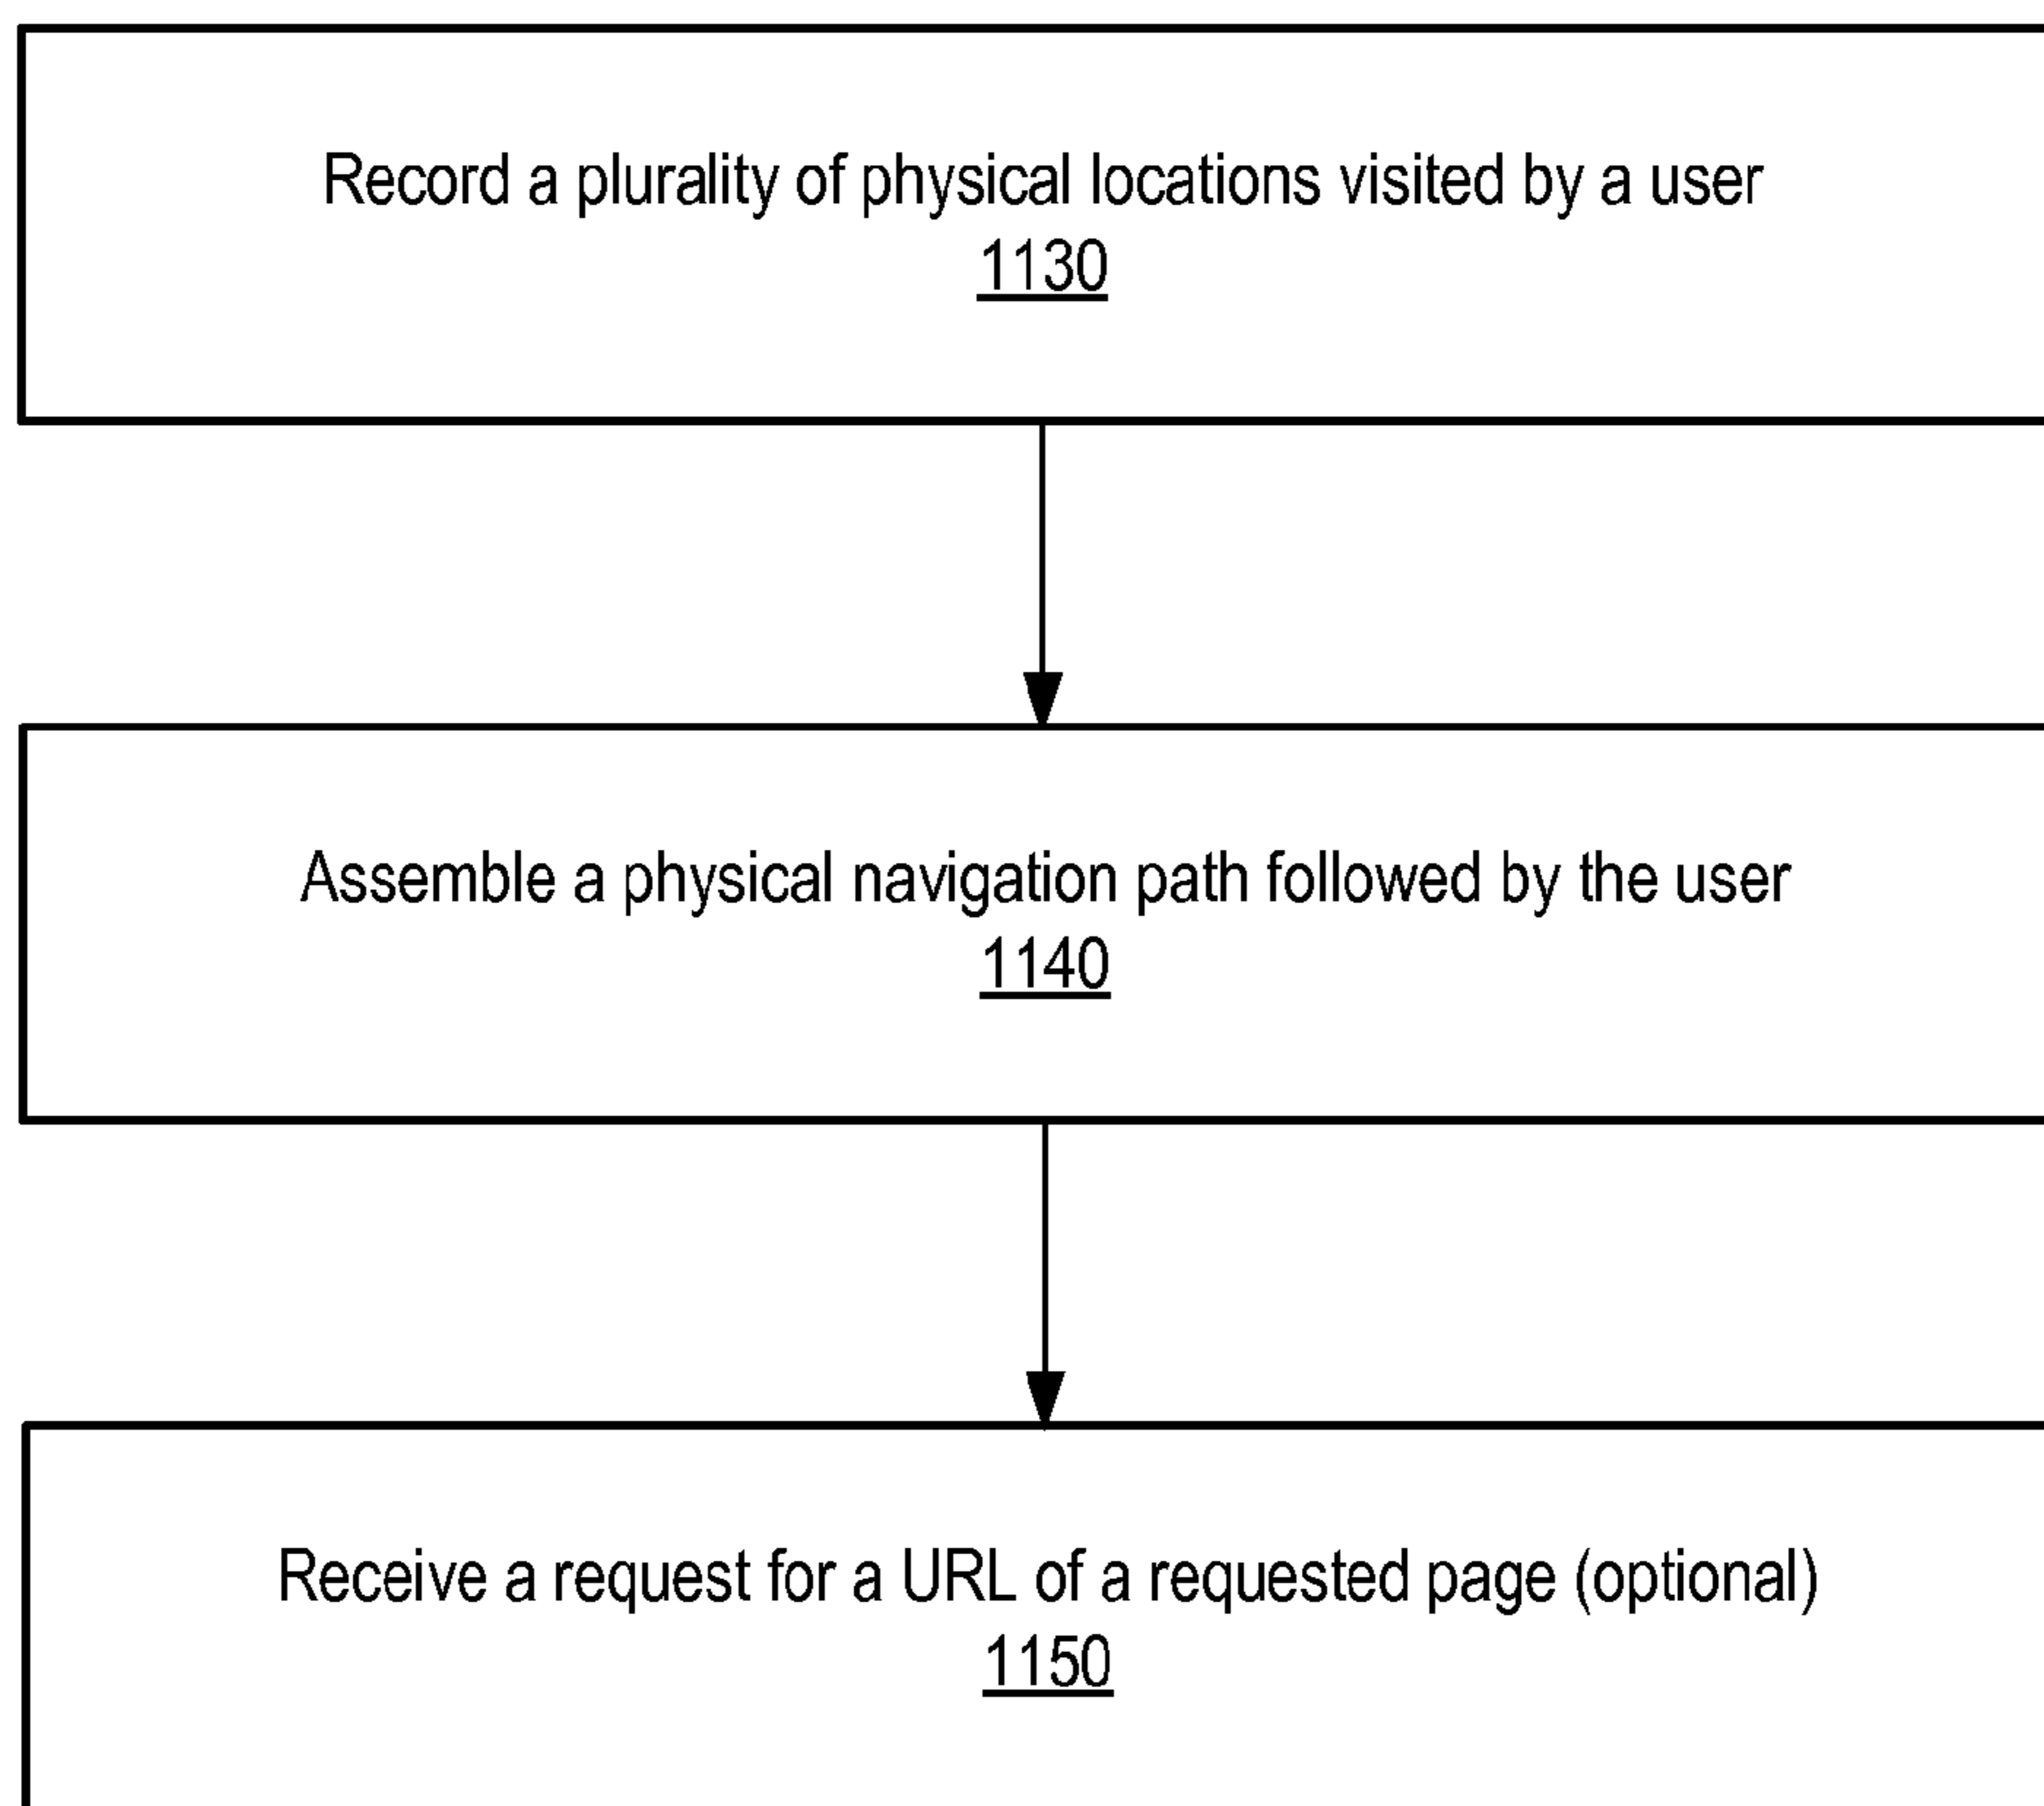 Record a plurality of physical locations visited by a user
1130
Assemble a physical navigation path followed by the user
1140
Receive a request for a URL of a requested page (optional)
1150